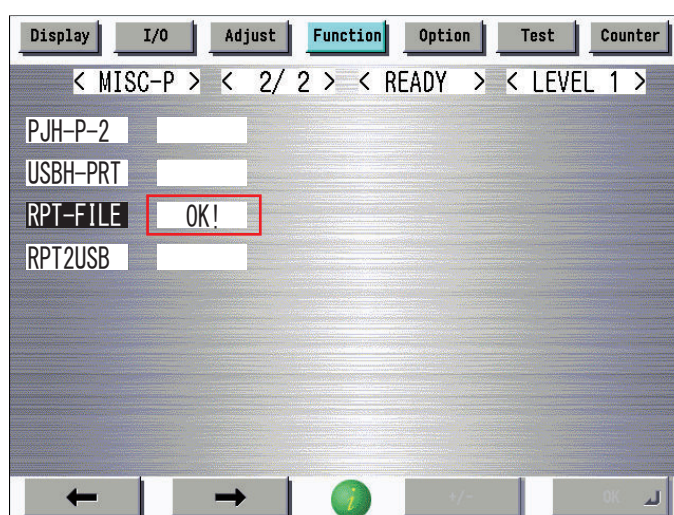 Display I/O Adjust Function Option Test Counter
< MISC-P > < 2/ 2 > < READY > < LEVEL 1 >
PJH-P-2
USBH-PRT
RPT-FILE OK!
RPT2USB
i +/- OK